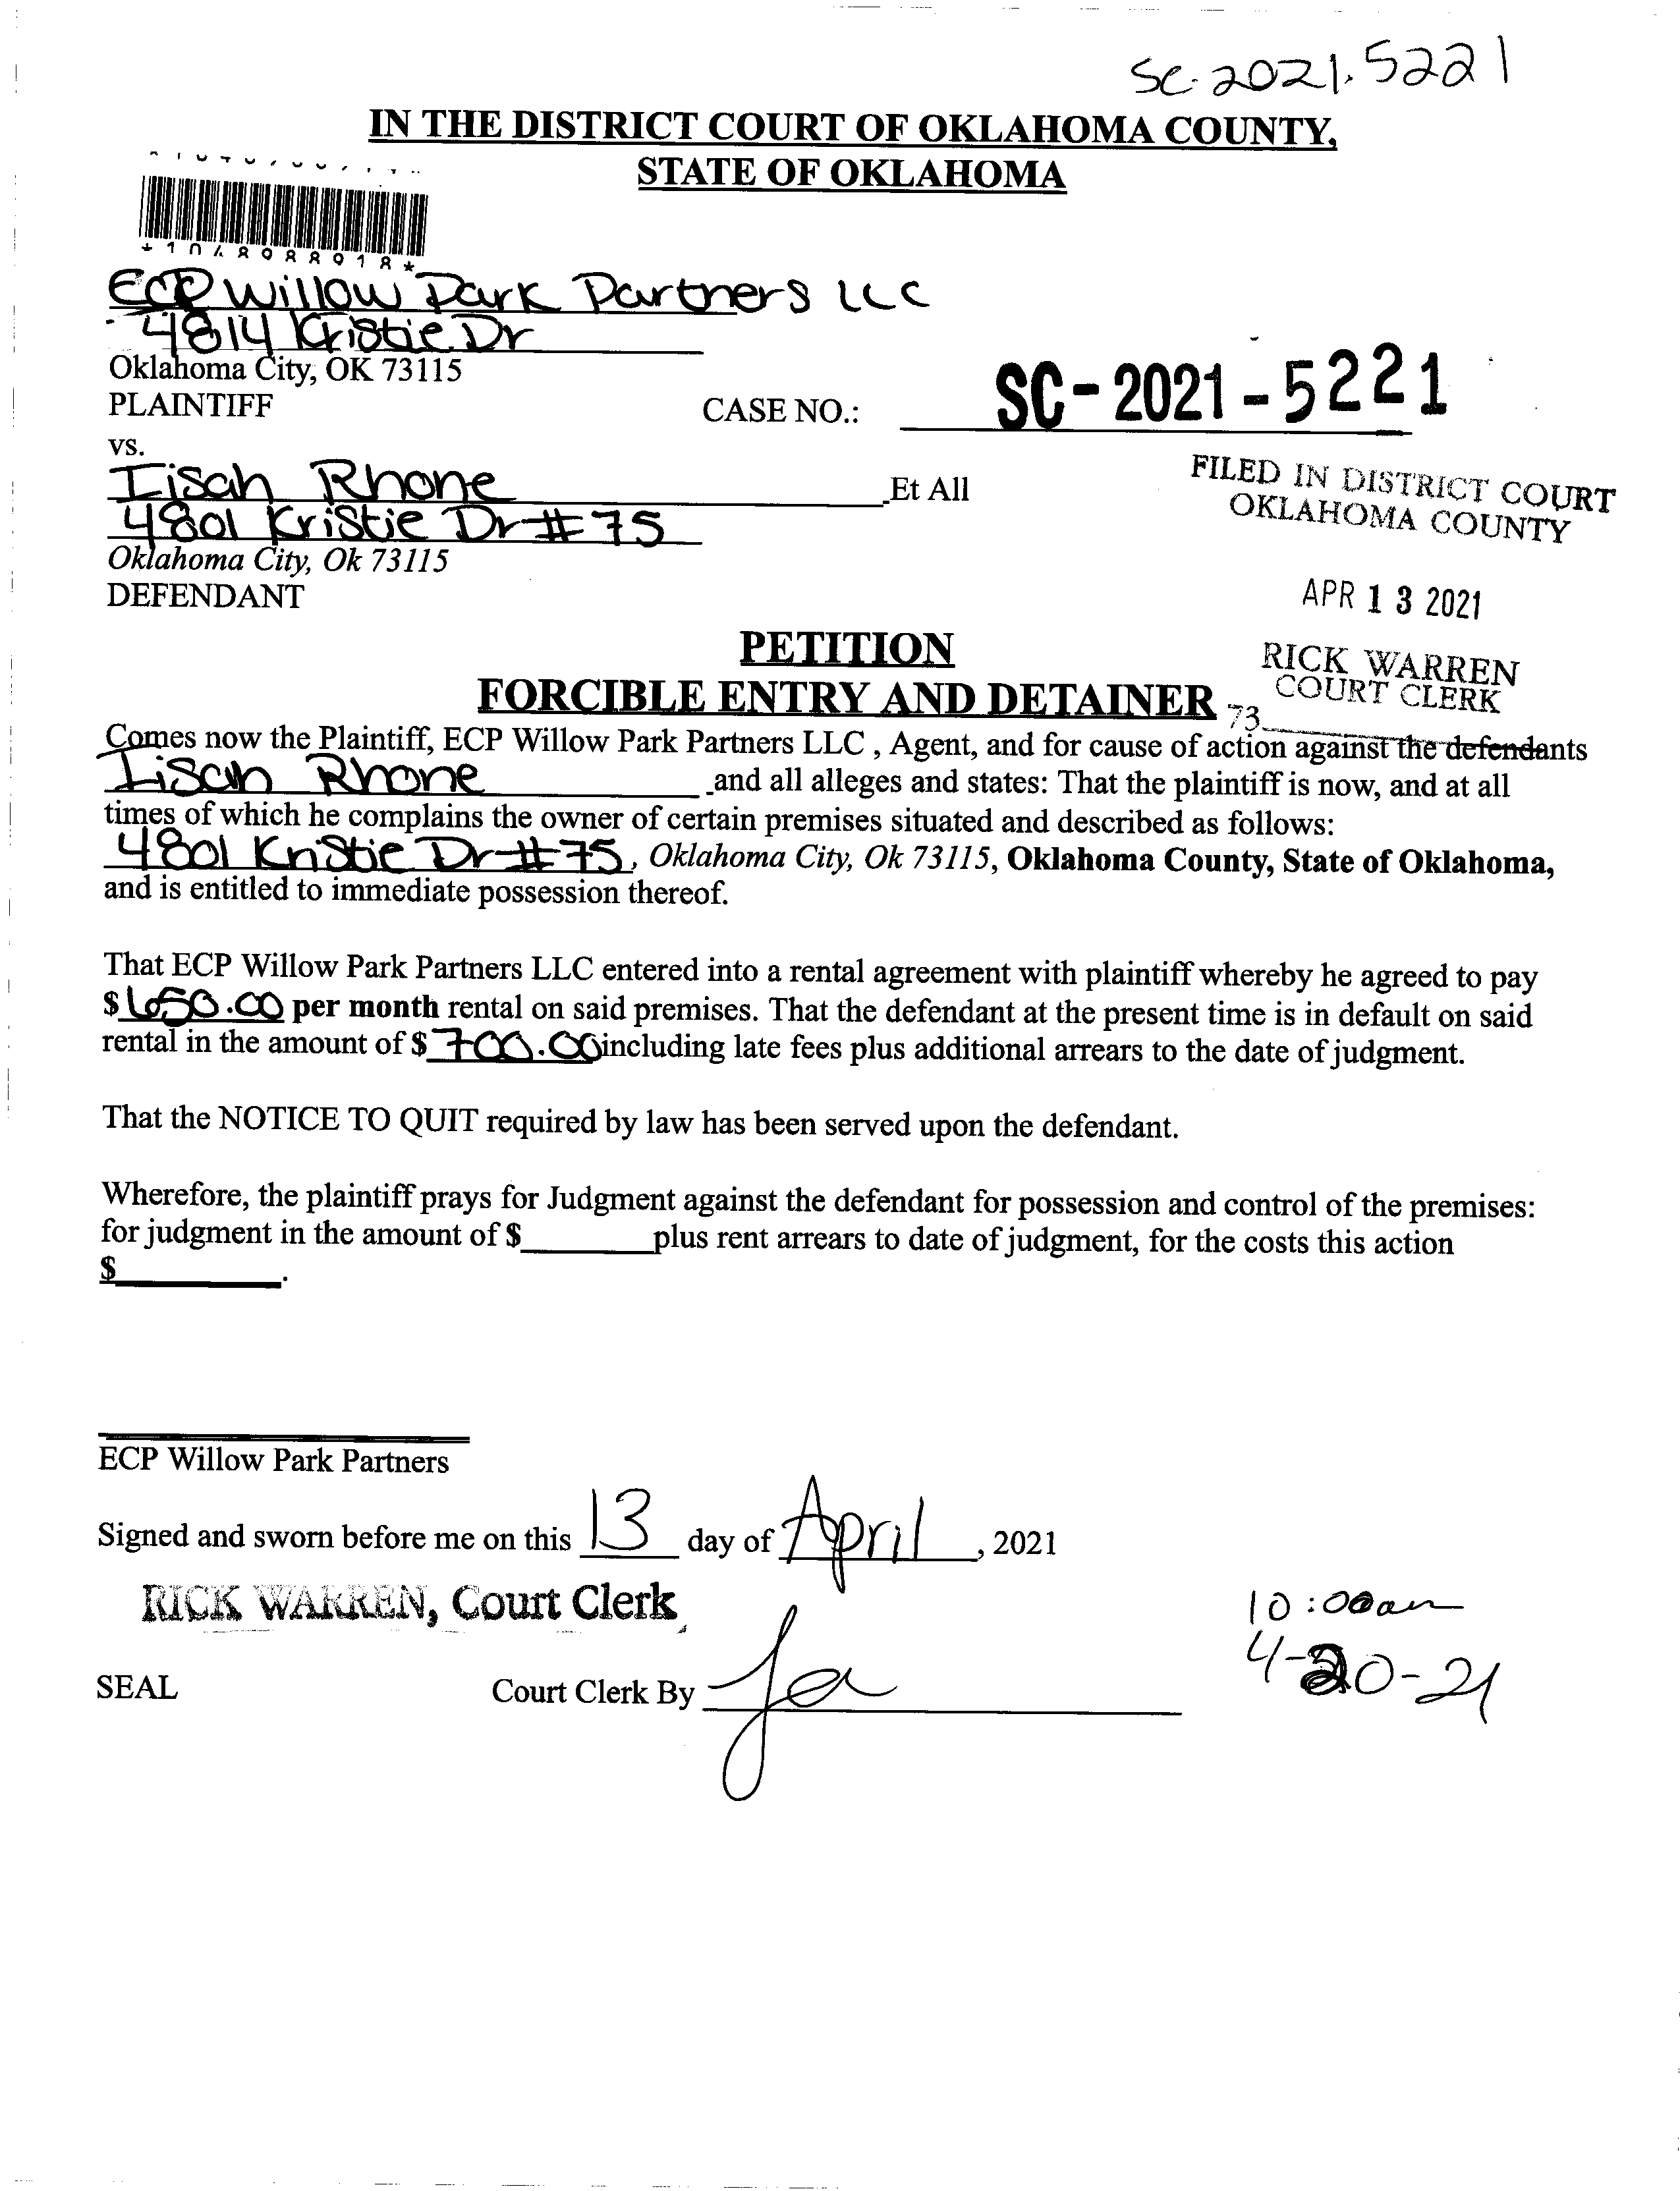 SC-2021-5221
IN THE DISTRICT COURT OF OKLAHOMA COUNTY,
STATE OF OKLAHOMA
*1048988918*
ECP Willow Park Partners LLC
4814 Kristie Dr
Oklahoma City, OK 73115
PLAINTIFF
CASE NO.: SC-2021-5221
vs.
Iisah Rhone Et All
4801 Kristie Dr #75
Oklahoma City, Ok 73115
DEFENDANT
FILED IN DISTRICT COURT
OKLAHOMA COUNTY
APR 13 2021
RICK WARREN
COURT CLERK
73
PETITION
FORCIBLE ENTRY AND DETAINER
Comes now the Plaintiff, ECP Willow Park Partners LLC , Agent, and for cause of action against the defendants
Iisah Rhone and all alleges and states: That the plaintiff is now, and at all
times of which he complains the owner of certain premises situated and described as follows:
4801 Kristie Dr #75, Oklahoma City, Ok 73115, Oklahoma County, State of Oklahoma,
and is entitled to immediate possession thereof.
That ECP Willow Park Partners LLC entered into a rental agreement with plaintiff whereby he agreed to pay
$650.00 per month rental on said premises. That the defendant at the present time is in default on said
rental in the amount of $700.00 including late fees plus additional arrears to the date of judgment.
That the NOTICE TO QUIT required by law has been served upon the defendant.
Wherefore, the plaintiff prays for Judgment against the defendant for possession and control of the premises:
for judgment in the amount of $________plus rent arrears to date of judgment, for the costs this action
$__________.
ECP Willow Park Partners
Signed and sworn before me on this 13 day of April, 2021
RICK WARREN, Court Clerk
10:00am
4-20-21
SEAL
Court Clerk By